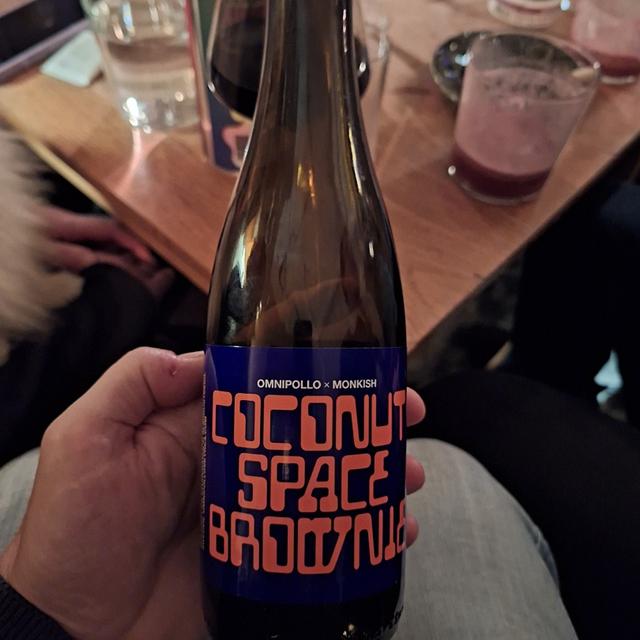 OMNIPOLLO × MONKISH
COCONUT
SPACE
BROWNIE